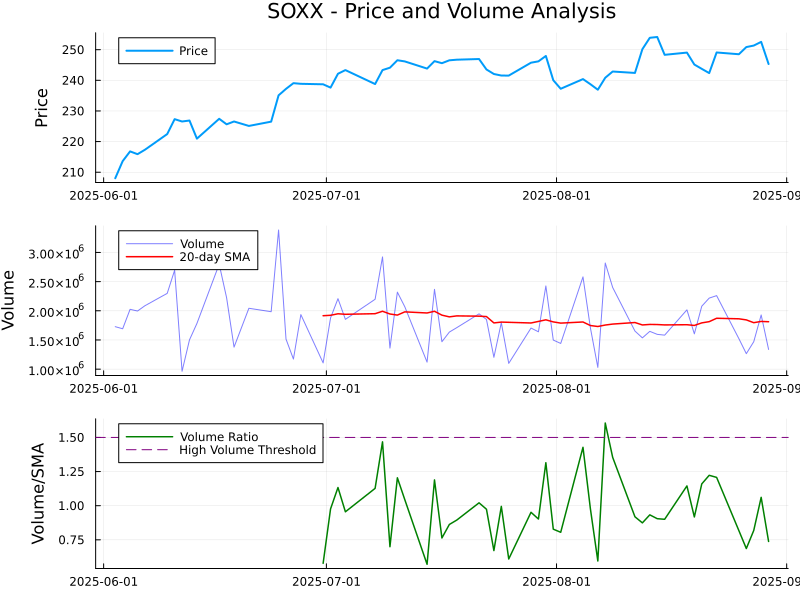 SOXX - Price and Volume Analysis
Price
250
240
230
220
210
Price
2025-06-01
2025-07-01
2025-08-01
2025-09
Volume
20-day SMA
3.00×10⁶
2.50×10⁶
2.00×10⁶
1.50×10⁶
1.00×10⁶
Volume
2025-06-01
2025-07-01
2025-08-01
2025-09
Volume Ratio
High Volume Threshold
1.50
1.25
1.00
0.75
Volume/SMA
2025-06-01
2025-07-01
2025-08-01
2025-09